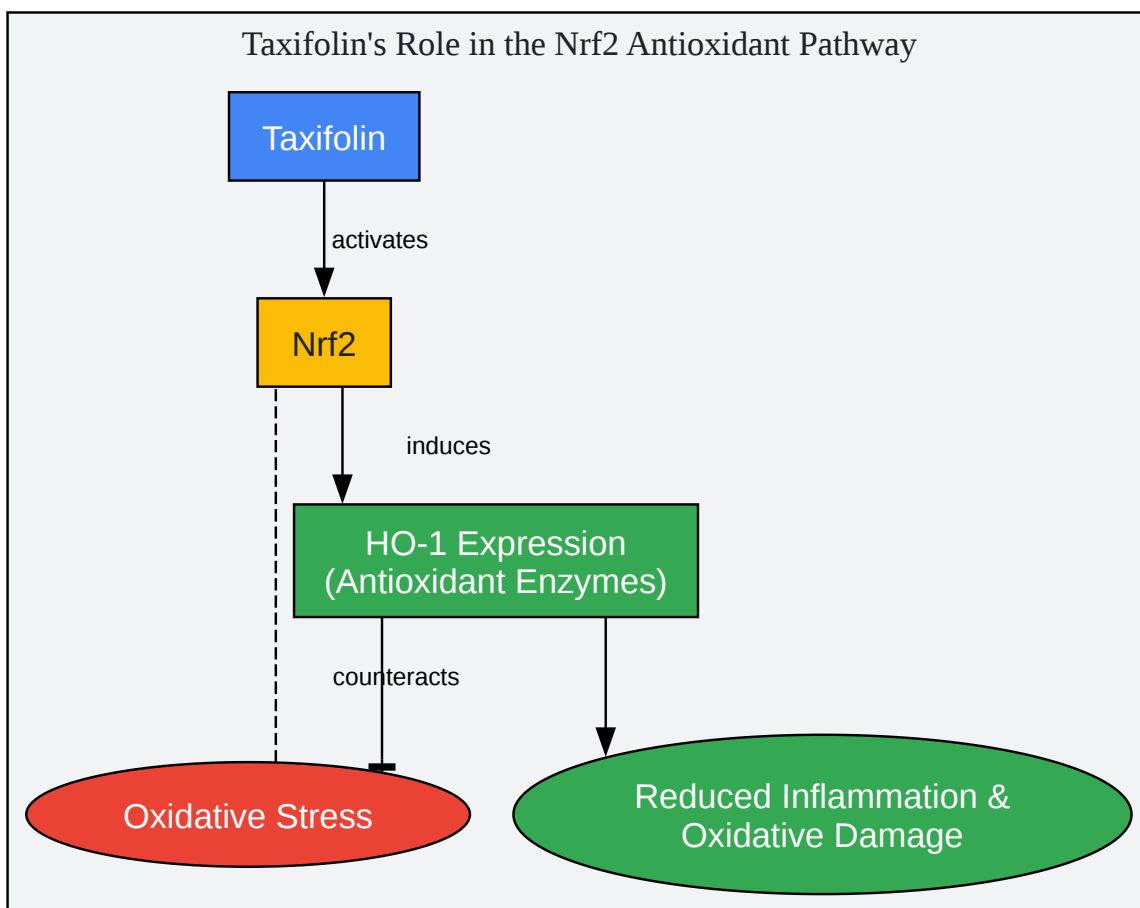 Taxifolin's Role in the Nrf2 Antioxidant Pathway
Taxifolin
activates
Nrf2
induces
HO-1 Expression
(Antioxidant Enzymes)
counteracts
Oxidative Stress
Reduced Inflammation &
Oxidative Damage